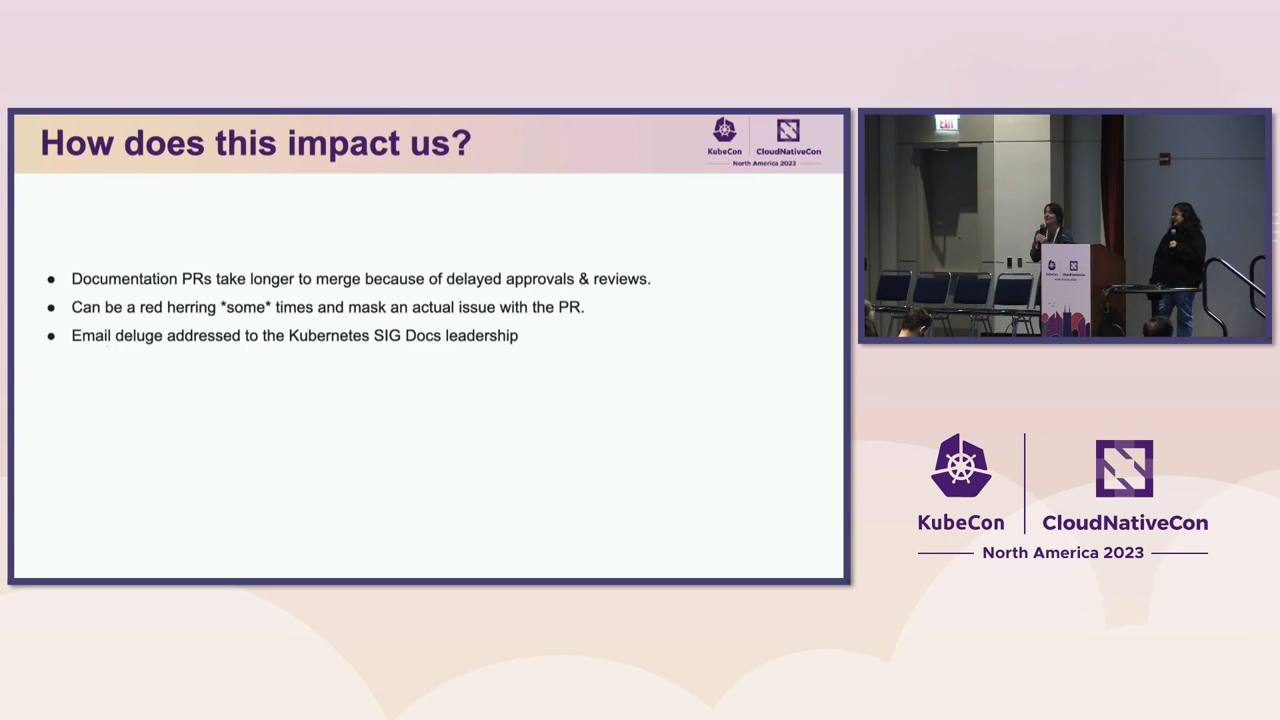 How does this impact us?
KubeCon
CloudNativeCon
North America 2023
● Documentation PRs take longer to merge because of delayed approvals & reviews.
● Can be a red herring *some* times and mask an actual issue with the PR.
● Email deluge addressed to the Kubernetes SIG Docs leadership
EXIT
KubeCon
CloudNativeCon
North America 2023